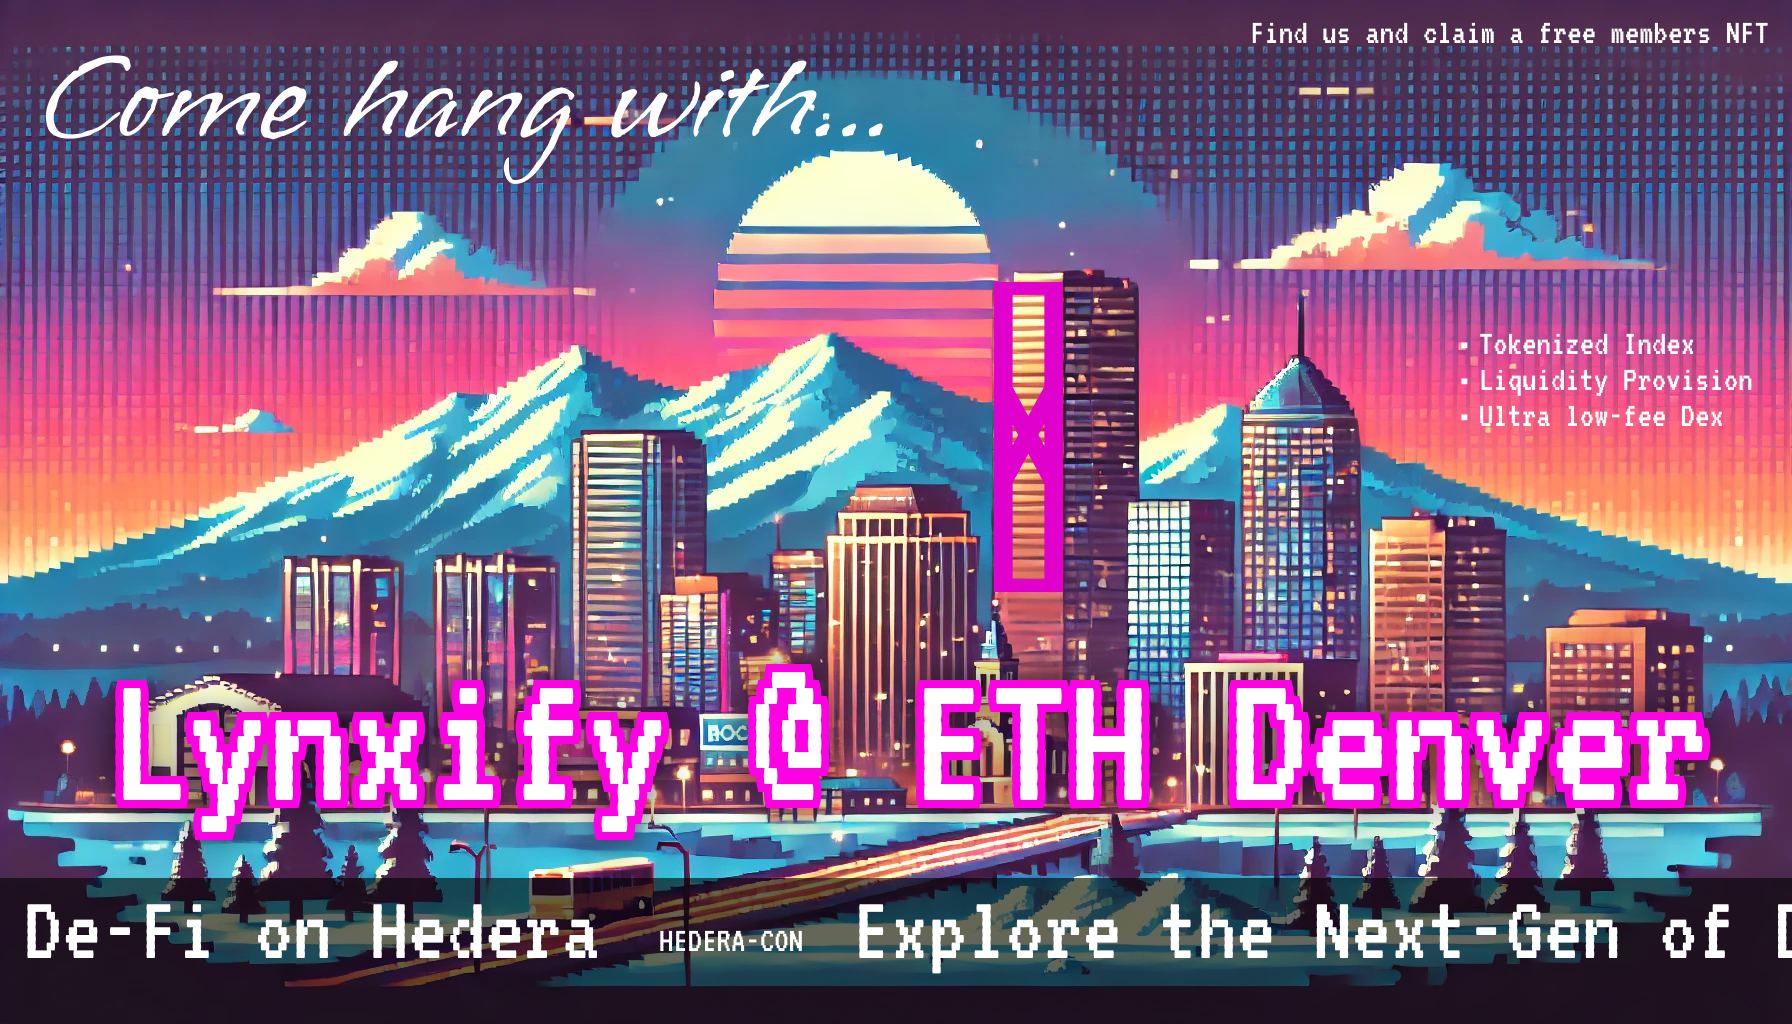 Find us and claim a free members NFT
Come hang with...
▪ Tokenized Index
▪ Liquidity Provision
▪ Ultra low-fee Dex
Lynxify @ ETH Denver
De-Fi on Hedera HEDERA-CON Explore the Next-Gen of